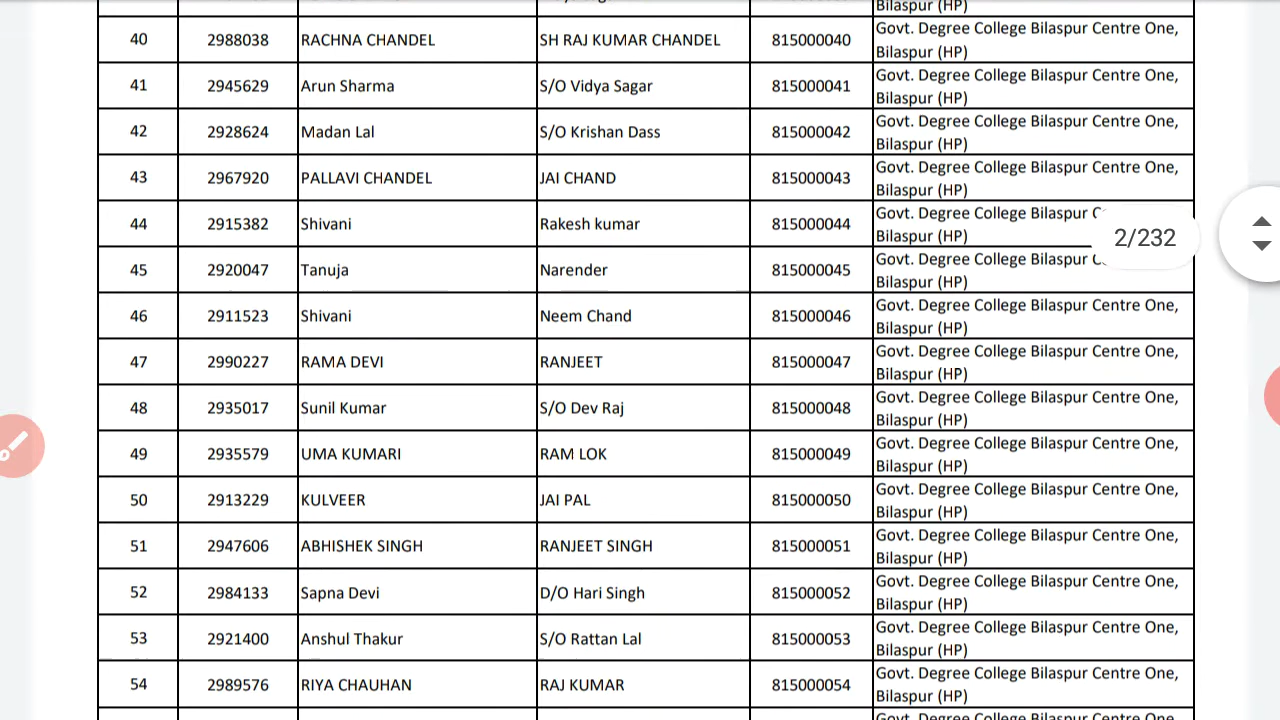 Bilaspur (HP)
40 2988038 RACHNA CHANDEL SH RAJ KUMAR CHANDEL 815000040 Govt. Degree College Bilaspur Centre One,
Bilaspur (HP)
41 2945629 Arun Sharma S/O Vidya Sagar 815000041 Govt. Degree College Bilaspur Centre One,
Bilaspur (HP)
42 2928624 Madan Lal S/O Krishan Dass 815000042 Govt. Degree College Bilaspur Centre One,
Bilaspur (HP)
43 2967920 PALLAVI CHANDEL JAI CHAND 815000043 Govt. Degree College Bilaspur Centre One,
Bilaspur (HP)
44 2915382 Shivani Rakesh kumar 815000044 Govt. Degree College Bilaspur
Bilaspur (HP)
2/232
45 2920047 Tanuja Narender 815000045 Govt. Degree College Bilaspur
Bilaspur (HP)
46 2911523 Shivani Neem Chand 815000046 Govt. Degree College Bilaspur Centre One,
Bilaspur (HP)
47 2990227 RAMA DEVI RANJEET 815000047 Govt. Degree College Bilaspur Centre One,
Bilaspur (HP)
48 2935017 Sunil Kumar S/O Dev Raj 815000048 Govt. Degree College Bilaspur Centre One,
Bilaspur (HP)
49 2935579 UMA KUMARI RAM LOK 815000049 Govt. Degree College Bilaspur Centre One,
Bilaspur (HP)
50 2913229 KULVEER JAI PAL 815000050 Govt. Degree College Bilaspur Centre One,
Bilaspur (HP)
51 2947606 ABHISHEK SINGH RANJEET SINGH 815000051 Govt. Degree College Bilaspur Centre One,
Bilaspur (HP)
52 2984133 Sapna Devi D/O Hari Singh 815000052 Govt. Degree College Bilaspur Centre One,
Bilaspur (HP)
53 2921400 Anshul Thakur S/O Rattan Lal 815000053 Govt. Degree College Bilaspur Centre One,
Bilaspur (HP)
54 2989576 RIYA CHAUHAN RAJ KUMAR 815000054 Govt. Degree College Bilaspur Centre One,
Bilaspur (HP)
Govt. Degree College Bilaspur Centre One,